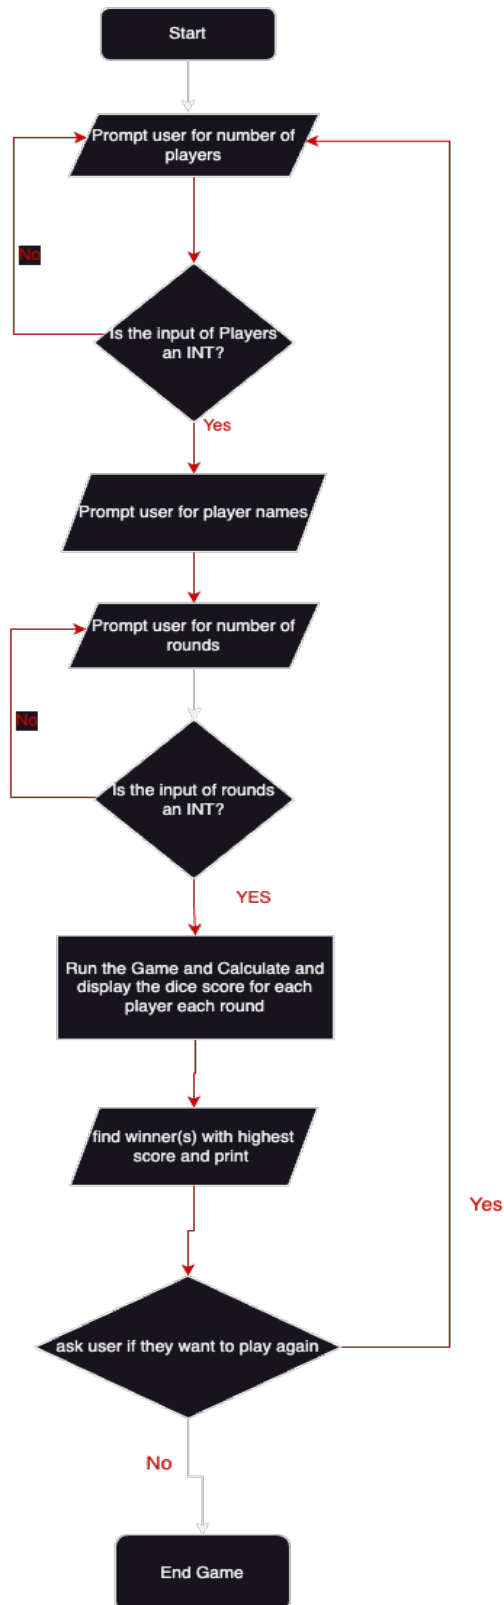 Start
Prompt user for number of
players
No
Is the input of Players
an INT?
Yes
Prompt user for player names
Prompt user for number of
rounds
No
Is the input of rounds
an INT?
YES
Run the Game and Calculate and
display the dice score for each
player each round
find winner(s) with highest
score and print
Yes
ask user if they want to play again
No
End Game